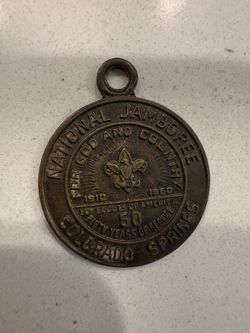 NATIONAL JAMBOREE
FOR GOD AND COUNTRY
1910 1960
BOY SCOUTS OF AMERICA
50
FIFTY YEARS OF SERVICE
COLORADO SPRINGS